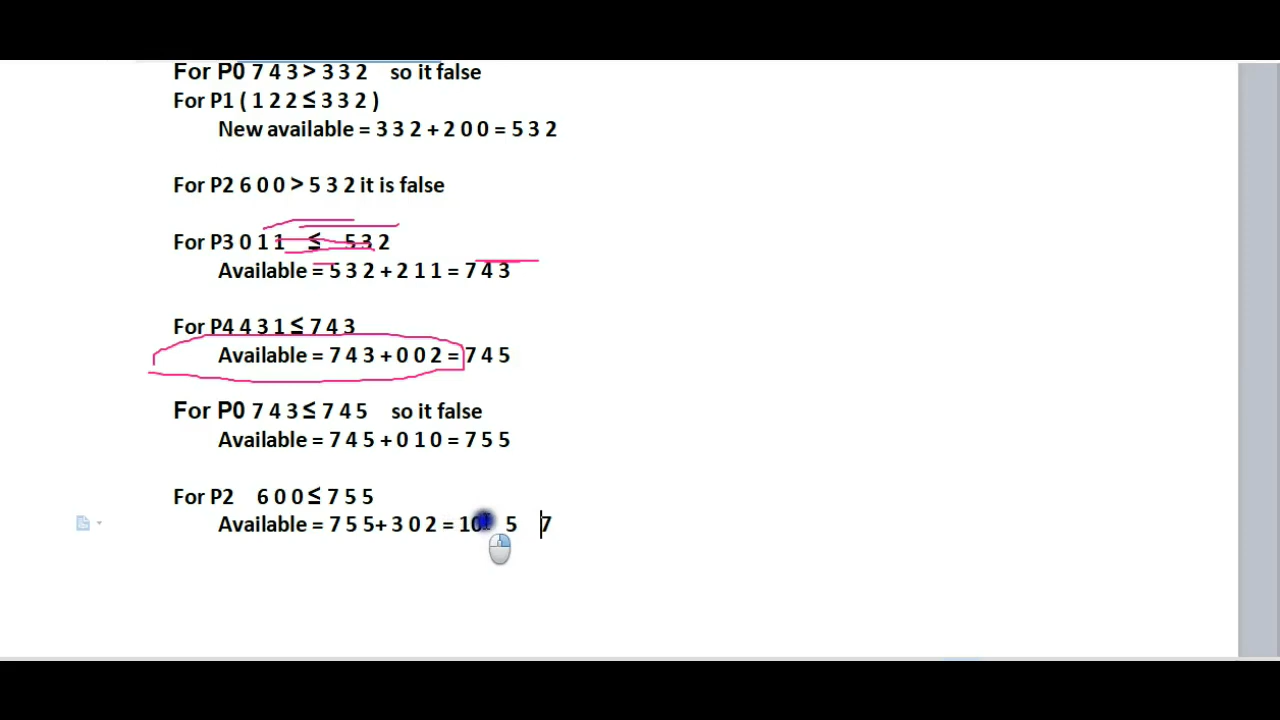 For P0 7 4 3 > 3 3 2 so it false
For P1 ( 1 2 2 ≤ 3 3 2 )
New available = 3 3 2 + 2 0 0 = 5 3 2
For P2 6 0 0 > 5 3 2 it is false
For P3 0 1 1 ≤ 5 3 2
Available = 5 3 2 + 2 1 1 = 7 4 3
For P4 4 3 1 ≤ 7 4 3
Available = 7 4 3 + 0 0 2 = 7 4 5
For P0 7 4 3 ≤ 7 4 5 so it false
Available = 7 4 5 + 0 1 0 = 7 5 5
For P2 6 0 0 ≤ 7 5 5
Available = 7 5 5+ 3 0 2 = 10 5 7